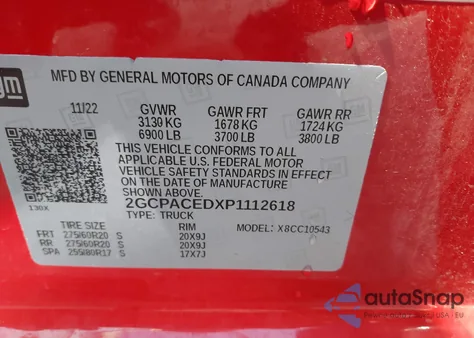 gm
MFD BY GENERAL MOTORS OF CANADA COMPANY
11/22 GVWR GAWR FRT GAWR RR
3130 KG 1678 KG 1724 KG
6900 LB 3700 LB 3800 LB
THIS VEHICLE CONFORMS TO ALL
APPLICABLE U.S. FEDERAL MOTOR
VEHICLE SAFETY STANDARDS IN EFFECT
ON THE DATE OF MANUFACTURE
SHOWN ABOVE.
2GCPACEDXP1112618
130X TYPE: TRUCK MODEL: X8CC10543
TIRE SIZE RIM
FRT 275/60R20 S 20X9J
RR 275/60R20 S 20X9J
SPA 255/80R17 S 17X7J
autaSnap